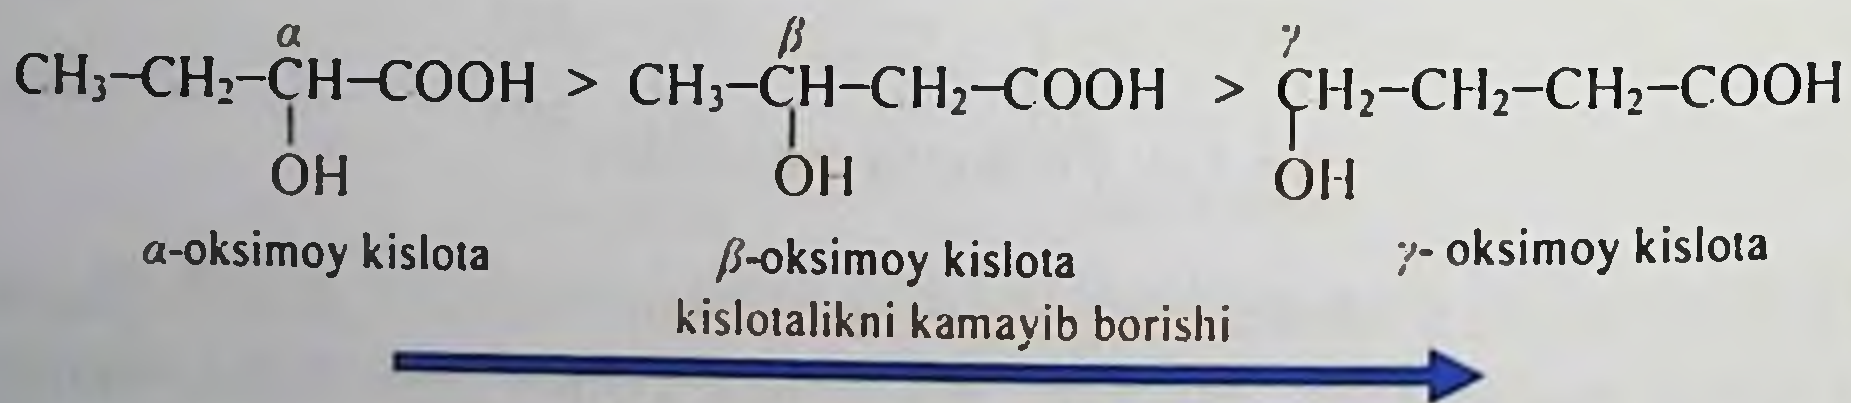 α β γ
CH₃–CH₂–CH–COOH > CH₃–CH–CH₂–COOH > CH₂–CH₂–CH₂–COOH
OH OH OH
α-oksimoy kislota β-oksimoy kislota γ- oksimoy kislota
kislotalikni kamayib borishi